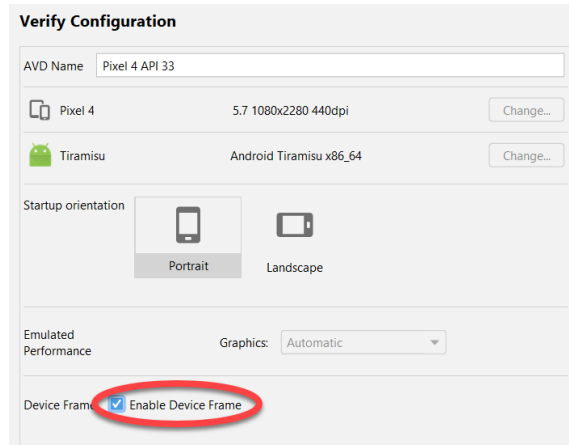 Verify Configuration
AVD Name Pixel 4 API 33
Pixel 4 5.7 1080x2280 440dpi Change...
Tiramisu Android Tiramisu x86_64 Change...
Startup orientation
Portrait Landscape
Emulated
Performance Graphics: Automatic
Device Frame Enable Device Frame